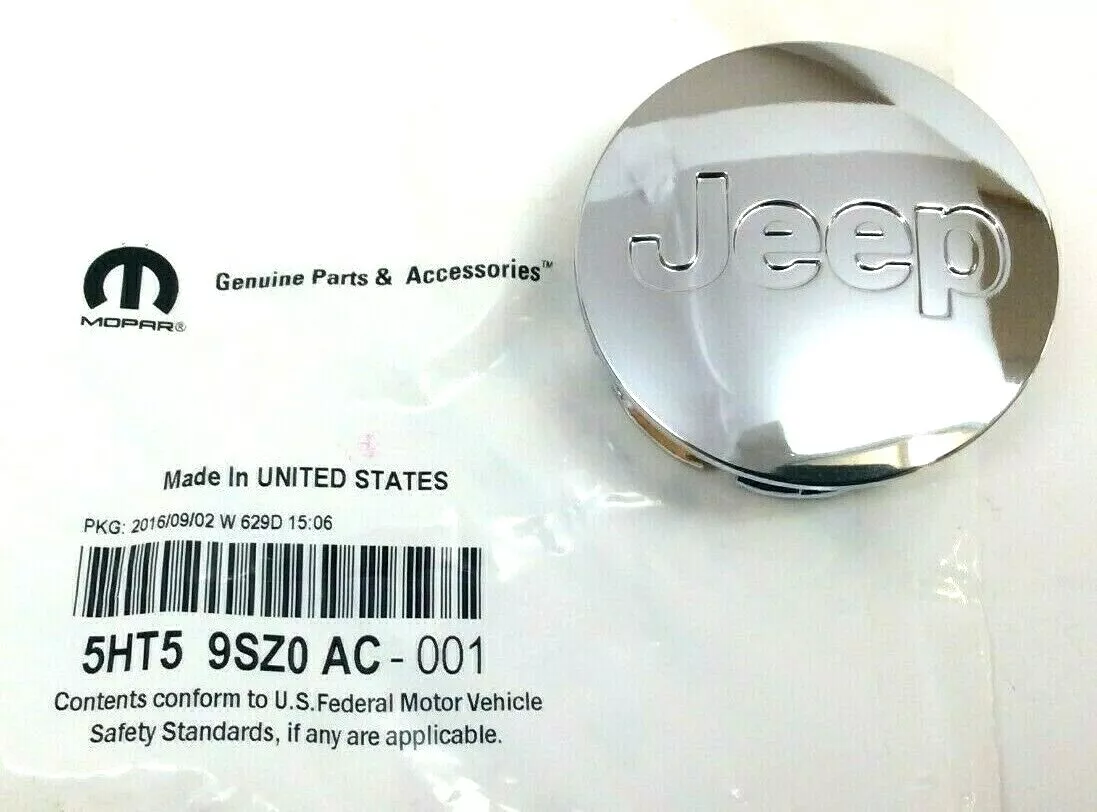 Jeep
MOPAR®
Genuine Parts & Accessories™
Made In UNITED STATES
PKG: 2016/09/02 W 629D 15:06
5HT5 9SZ0 AC - 001
Contents conform to U.S.Federal Motor Vehicle
Safety Standards, if any are applicable.